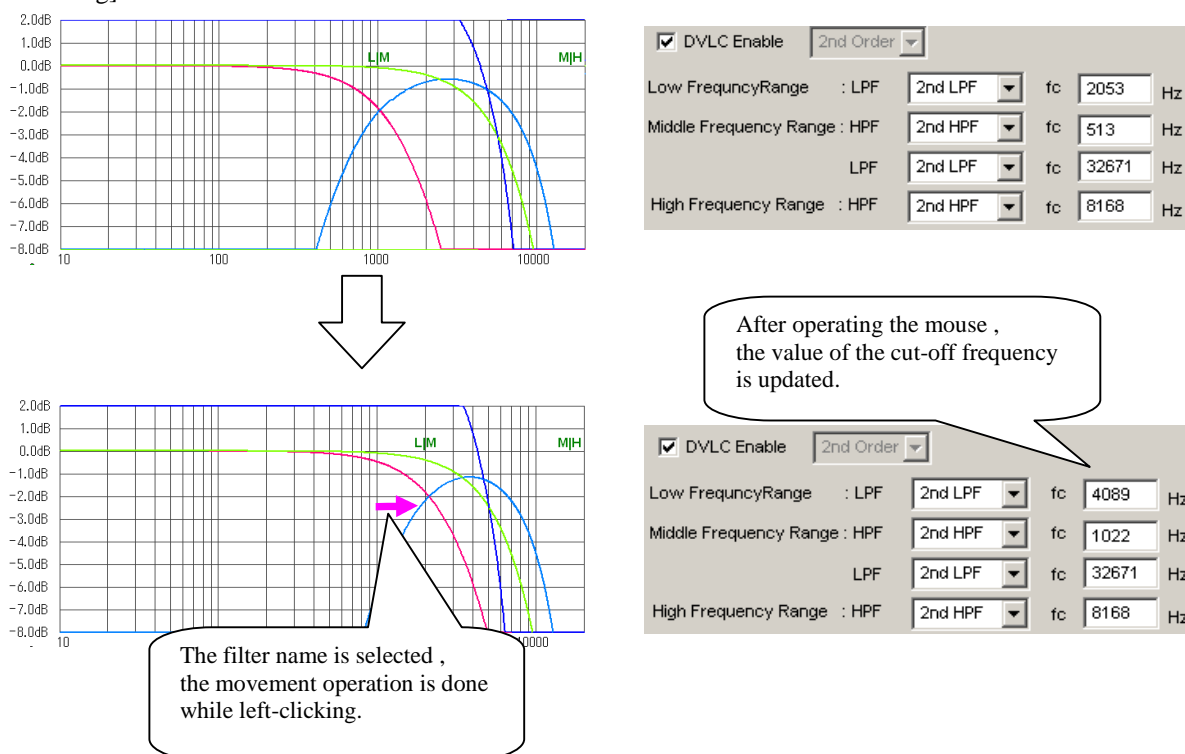 ng]
2.0dB
1.0dB
0.0dB
-1.0dB
-2.0dB
-3.0dB
-4.0dB
-5.0dB
-6.0dB
-7.0dB
-8.0dB
L|M
M|H
10
100
1000
10000
DVLC Enable 2nd Order
Low FrequncyRange : LPF 2nd LPF fc 2053 Hz
Middle Frequency Range : HPF 2nd HPF fc 513 Hz
LPF 2nd LPF fc 32671 Hz
High Frequency Range : HPF 2nd HPF fc 8168 Hz
After operating the mouse ,
the value of the cut-off frequency
is updated.
2.0dB
1.0dB
0.0dB
-1.0dB
-2.0dB
-3.0dB
-4.0dB
-5.0dB
-6.0dB
-7.0dB
-8.0dB
L|M
M|H
10
DVLC Enable 2nd Order
Low FrequncyRange : LPF 2nd LPF fc 4089 Hz
Middle Frequency Range : HPF 2nd HPF fc 1022 Hz
LPF 2nd LPF fc 32671 Hz
High Frequency Range : HPF 2nd HPF fc 8168 Hz
The filter name is selected ,
the movement operation is done
while left-clicking.